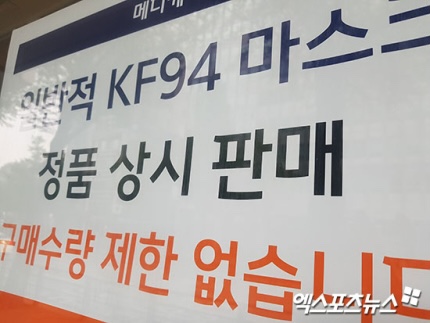 일반적 KF94 마스크
정품 상시 판매
구매수량 제한 없습니다
엑스포츠뉴스